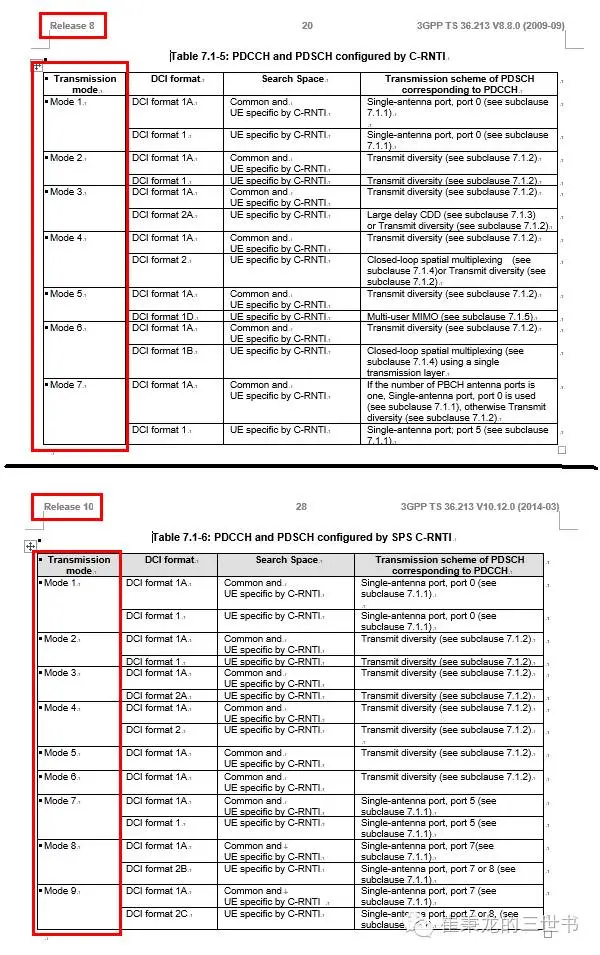 Release 8 20 3GPP TS 36.213 V8.8.0 (2009-09)
Table 7.1-5: PDCCH and PDSCH configured by C-RNTI
Transmission mode DCI format Search Space Transmission scheme of PDSCH corresponding to PDCCH
Mode 1 DCI format 1A Common and UE specific by C-RNTI Single-antenna port, port 0 (see subclause 7.1.1)
DCI format 1 UE specific by C-RNTI Single-antenna port, port 0 (see subclause 7.1.1)
Mode 2 DCI format 1A Common and UE specific by C-RNTI Transmit diversity (see subclause 7.1.2)
DCI format 1 UE specific by C-RNTI Transmit diversity (see subclause 7.1.2)
Mode 3 DCI format 1A Common and UE specific by C-RNTI Transmit diversity (see subclause 7.1.2)
DCI format 2A UE specific by C-RNTI Large delay CDD (see subclause 7.1.3) or Transmit diversity (see subclause 7.1.2)
Mode 4 DCI format 1A Common and UE specific by C-RNTI Transmit diversity (see subclause 7.1.2)
DCI format 2 UE specific by C-RNTI Closed-loop spatial multiplexing (see subclause 7.1.4)or Transmit diversity (see subclause 7.1.2)
Mode 5 DCI format 1A Common and UE specific by C-RNTI Transmit diversity (see subclause 7.1.2)
DCI format 1D UE specific by C-RNTI Multi-user MIMO (see subclause 7.1.5)
Mode 6 DCI format 1A Common and UE specific by C-RNTI Transmit diversity (see subclause 7.1.2)
DCI format 1B UE specific by C-RNTI Closed-loop spatial multiplexing (see subclause 7.1.4) using a single transmission layer
Mode 7 DCI format 1A Common and UE specific by C-RNTI If the number of PBCH antenna ports is one, Single-antenna port, port 0 is used (see subclause 7.1.1), otherwise Transmit diversity (see subclause 7.1.2)
DCI format 1 UE specific by C-RNTI Single-antenna port; port 5 (see subclause 7.1.1)
Release 10 28 3GPP TS 36.213 V10.12.0 (2014-03)
Table 7.1-6: PDCCH and PDSCH configured by SPS C-RNTI
Transmission mode DCI format Search Space Transmission scheme of PDSCH corresponding to PDCCH
Mode 1 DCI format 1A Common and UE specific by C-RNTI Single-antenna port, port 0 (see subclause 7.1.1)
DCI format 1 UE specific by C-RNTI Single-antenna port, port 0 (see subclause 7.1.1)
Mode 2 DCI format 1A Common and UE specific by C-RNTI Transmit diversity (see subclause 7.1.2)
DCI format 1 UE specific by C-RNTI Transmit diversity (see subclause 7.1.2)
Mode 3 DCI format 1A Common and UE specific by C-RNTI Transmit diversity (see subclause 7.1.2)
DCI format 2A UE specific by C-RNTI Transmit diversity (see subclause 7.1.2)
Mode 4 DCI format 1A Common and UE specific by C-RNTI Transmit diversity (see subclause 7.1.2)
DCI format 2 UE specific by C-RNTI Transmit diversity (see subclause 7.1.2)
Mode 5 DCI format 1A Common and UE specific by C-RNTI Transmit diversity (see subclause 7.1.2)
Mode 6 DCI format 1A Common and UE specific by C-RNTI Transmit diversity (see subclause 7.1.2)
Mode 7 DCI format 1A Common and UE specific by C-RNTI Single-antenna port, port 5 (see subclause 7.1.1)
DCI format 1 UE specific by C-RNTI Single-antenna port, port 5 (see subclause 7.1.1)
Mode 8 DCI format 1A Common and UE specific by C-RNTI Single-antenna port, port 7(see subclause 7.1.1)
DCI format 2B UE specific by C-RNTI Single-antenna port, port 7 or 8 (see subclause 7.1.1)
Mode 9 DCI format 1A Common and UE specific by C-RNTI Single-antenna port, port 7 (see subclause 7.1.1)
DCI format 2C UE specific by C-RNTI Single-antenna port, port 7 or 8, (see subclause
崔秉龙的三世书